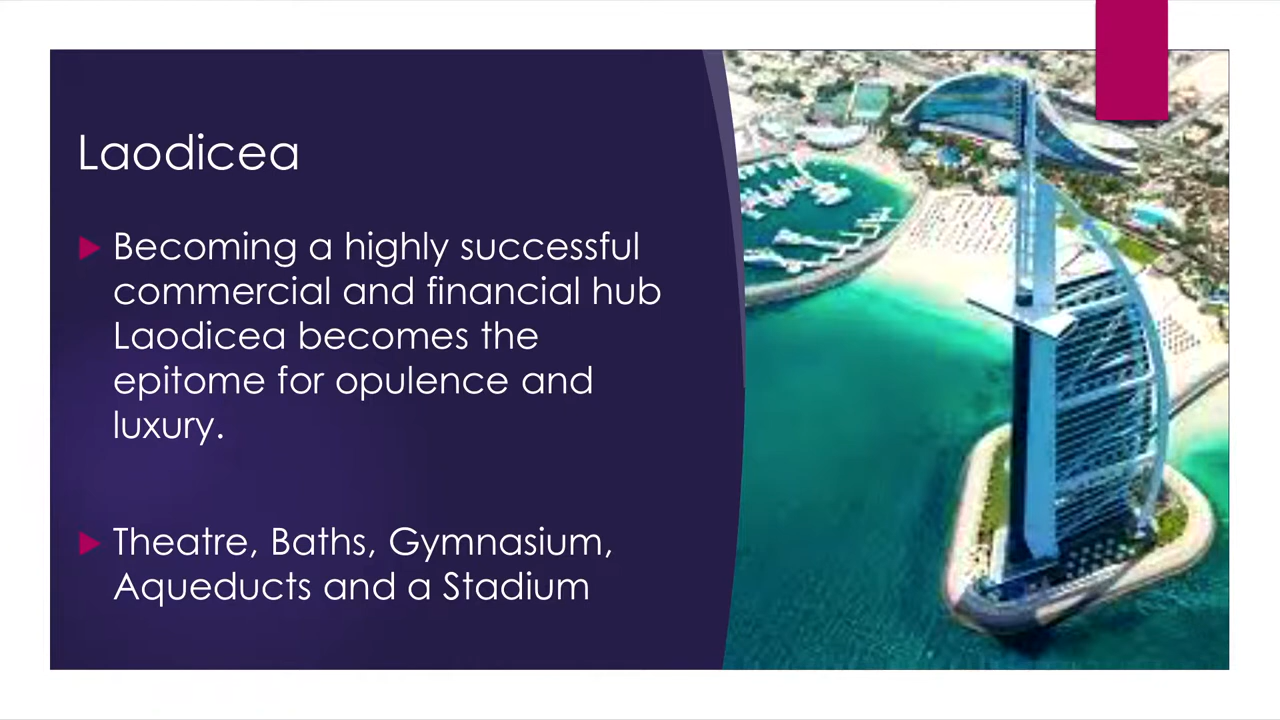 Laodicea
Becoming a highly successful
commercial and financial hub
Laodicea becomes the
epitome for opulence and
luxury.
Theatre, Baths, Gymnasium,
Aqueducts and a Stadium